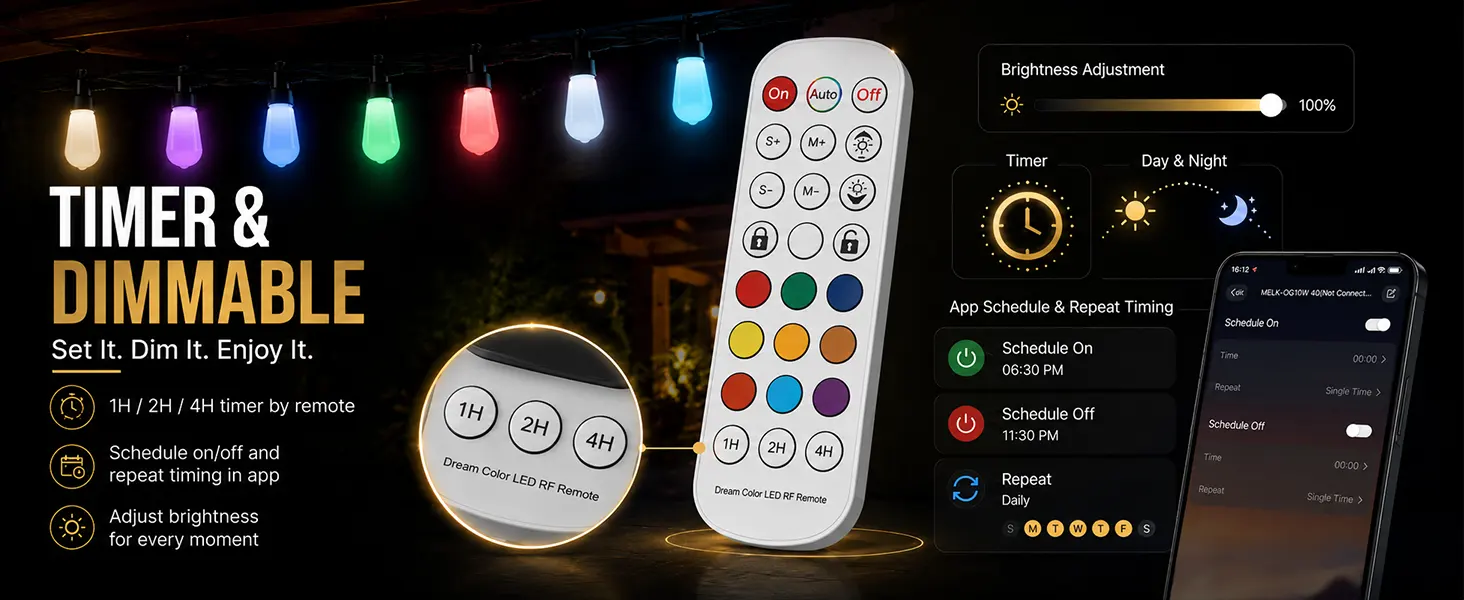 TIMER &
DIMMABLE
Set It. Dim It. Enjoy It.
1H / 2H / 4H timer by remote
Schedule on/off and
repeat timing in app
Adjust brightness
for every moment
1H 2H 4H
Dream Color LED RF Remote
On Auto Off
S+ M+
S- M-
1H 2H 4H
Dream Color LED RF Remote
Brightness Adjustment
100%
Timer
Day & Night
App Schedule & Repeat Timing
Schedule On
06:30 PM
Schedule Off
11:30 PM
Repeat
Daily
S M T W T F S
16:12
MELK-OG10W 40(Not Connect...
Schedule On
Time 00:00 >
Repeat Single Time >
Schedule Off
Time 00:00 >
Repeat Single Time >